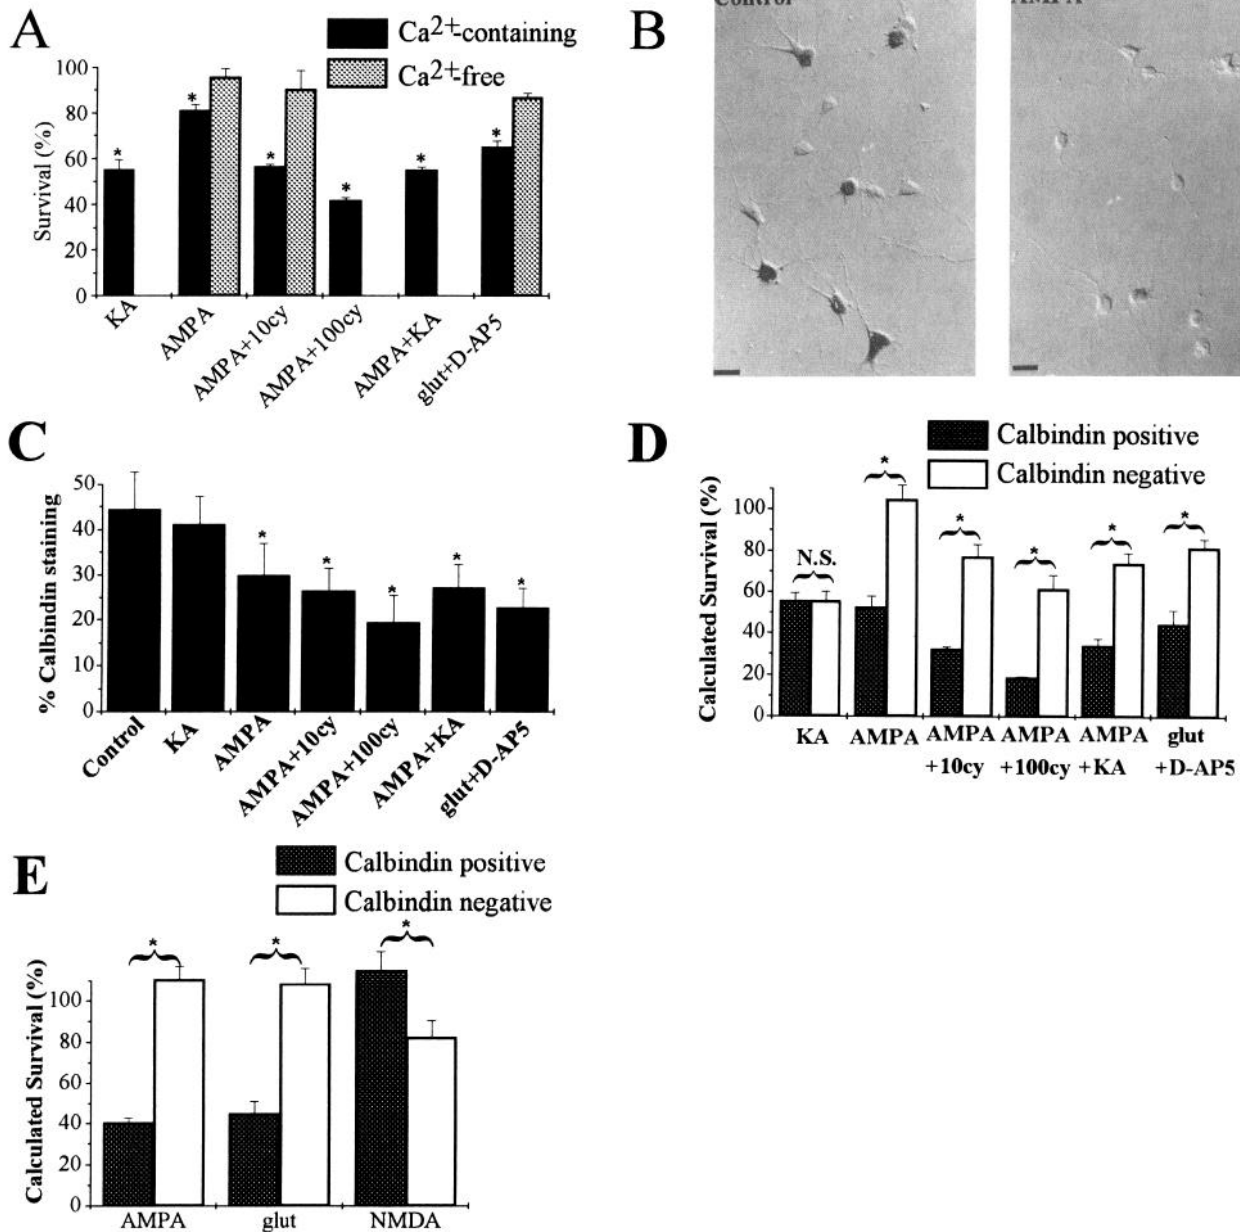 A
Ca2+-containing
Ca2+-free
Survival (%)
100
80
60
40
20
0
*
*
*
*
*
*
KA
AMPA
AMPA+10cy
AMPA+100cy
AMPA+KA
glut+D-AP5
B
Control
AMPA
C
% Calbindin staining
50
40
30
20
10
0
*
*
*
*
*
Control
KA
AMPA
AMPA+10cy
AMPA+100cy
AMPA+KA
glut+D-AP5
D
Calbindin positive
Calbindin negative
Calculated Survival (%)
100
80
60
40
20
0
N.S.
*
*
*
*
*
KA
AMPA
AMPA +10cy
AMPA +100cy
AMPA +KA
glut +D-AP5
E
Calbindin positive
Calbindin negative
Calculated Survival (%)
100
80
60
40
20
0
*
*
*
AMPA
glut
NMDA